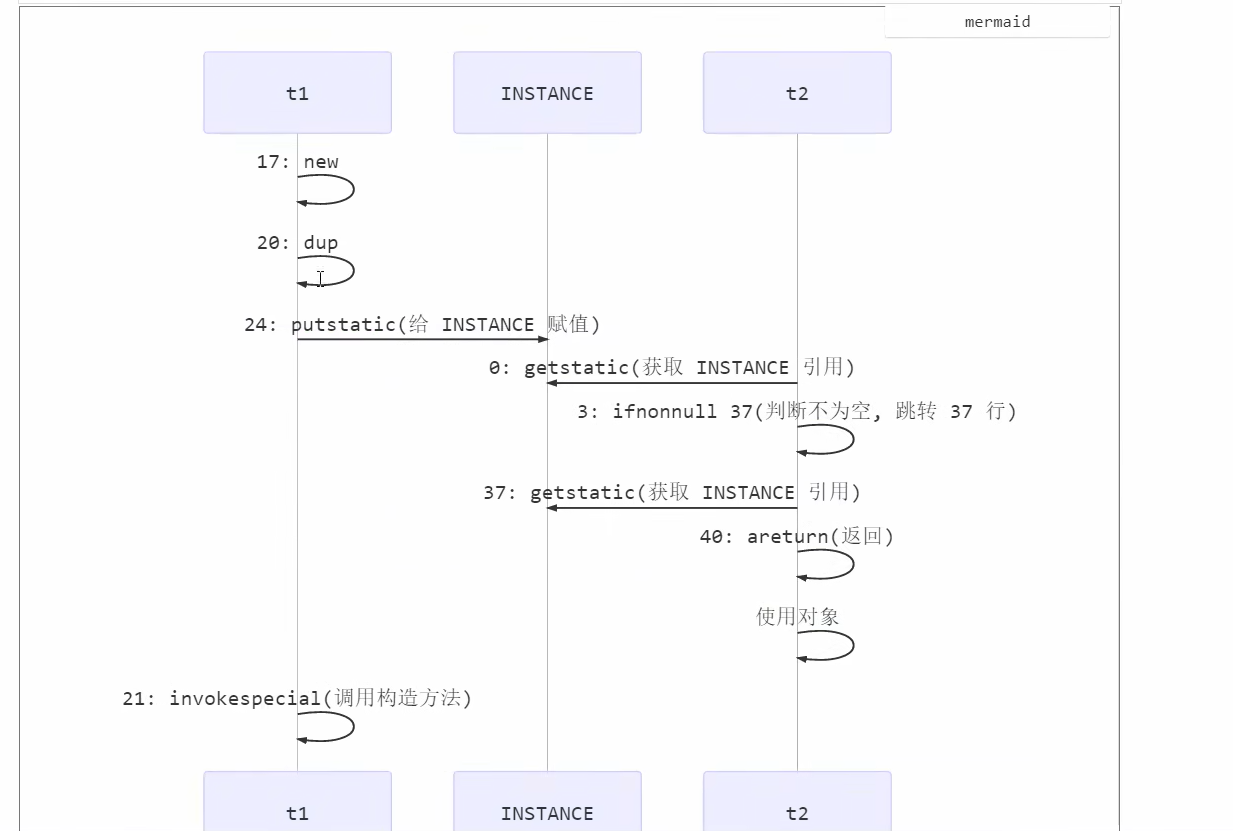 mermaid
t1 INSTANCE t2
17: new
20: dup
24: putstatic(给 INSTANCE 赋值)
0: getstatic(获取 INSTANCE 引用)
3: ifnonnull 37(判断不为空, 跳转 37 行)
37: getstatic(获取 INSTANCE 引用)
40: areturn(返回)
使用对象
21: invokespecial(调用构造方法)
t1 INSTANCE t2